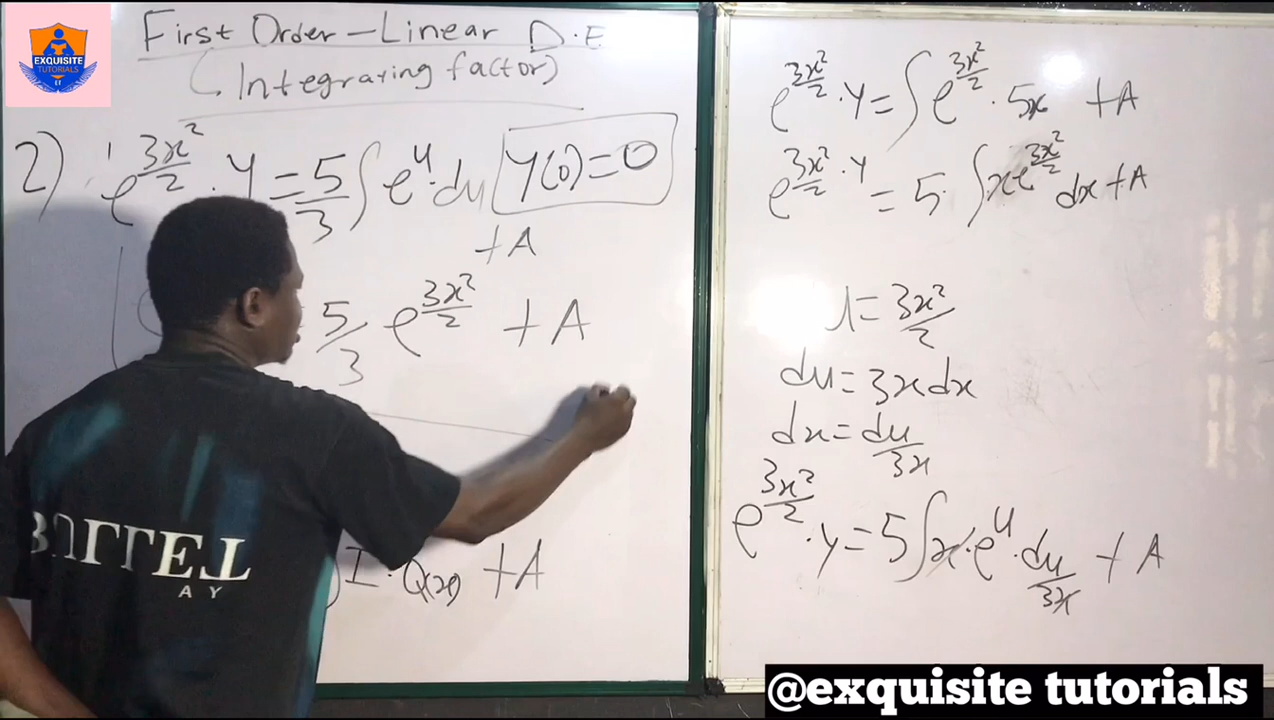 EXQUISITE
TUTORIALS
First Order - Linear D.E
(Integrating factor)
2) e^{3x²/2} · y = 5/3 ∫ e^u · du
+ A
y(0) = 0
5/3 e^{3x²/2} + A
I · Q(x) + A
e^{3x²/2} · y = ∫ e^{3x²/2} · 5x + A
e^{3x²/2} · y = 5 · ∫ x e^{3x²/2} dx + A
u = 3x²/2
du = 3x dx
dx = du/3x
e^{3x²/2} · y = 5 ∫ x · e^u · du/3x + A
AY
@exquisite tutorials